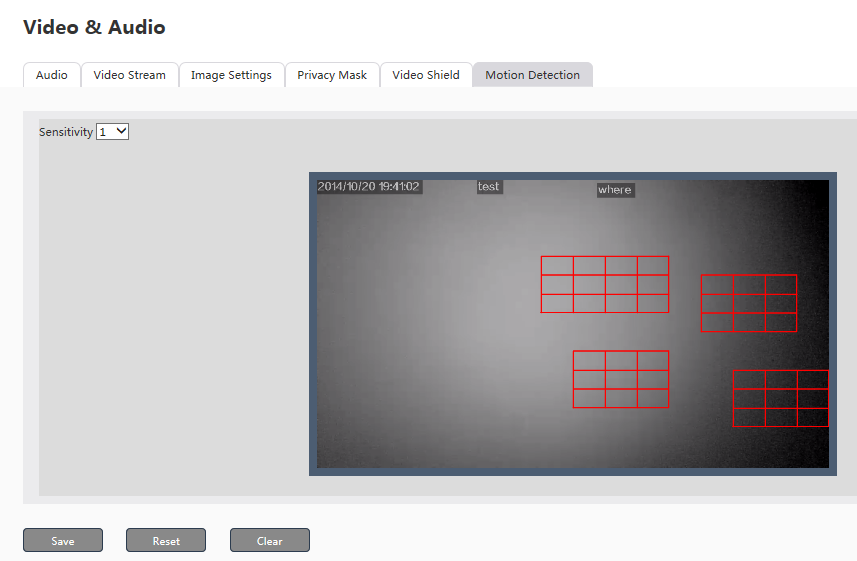 Video & Audio
Audio Video Stream Image Settings Privacy Mask Video Shield Motion Detection
Sensitivity 1
2014/10/20 19:41:02 test where
Save Reset Clear